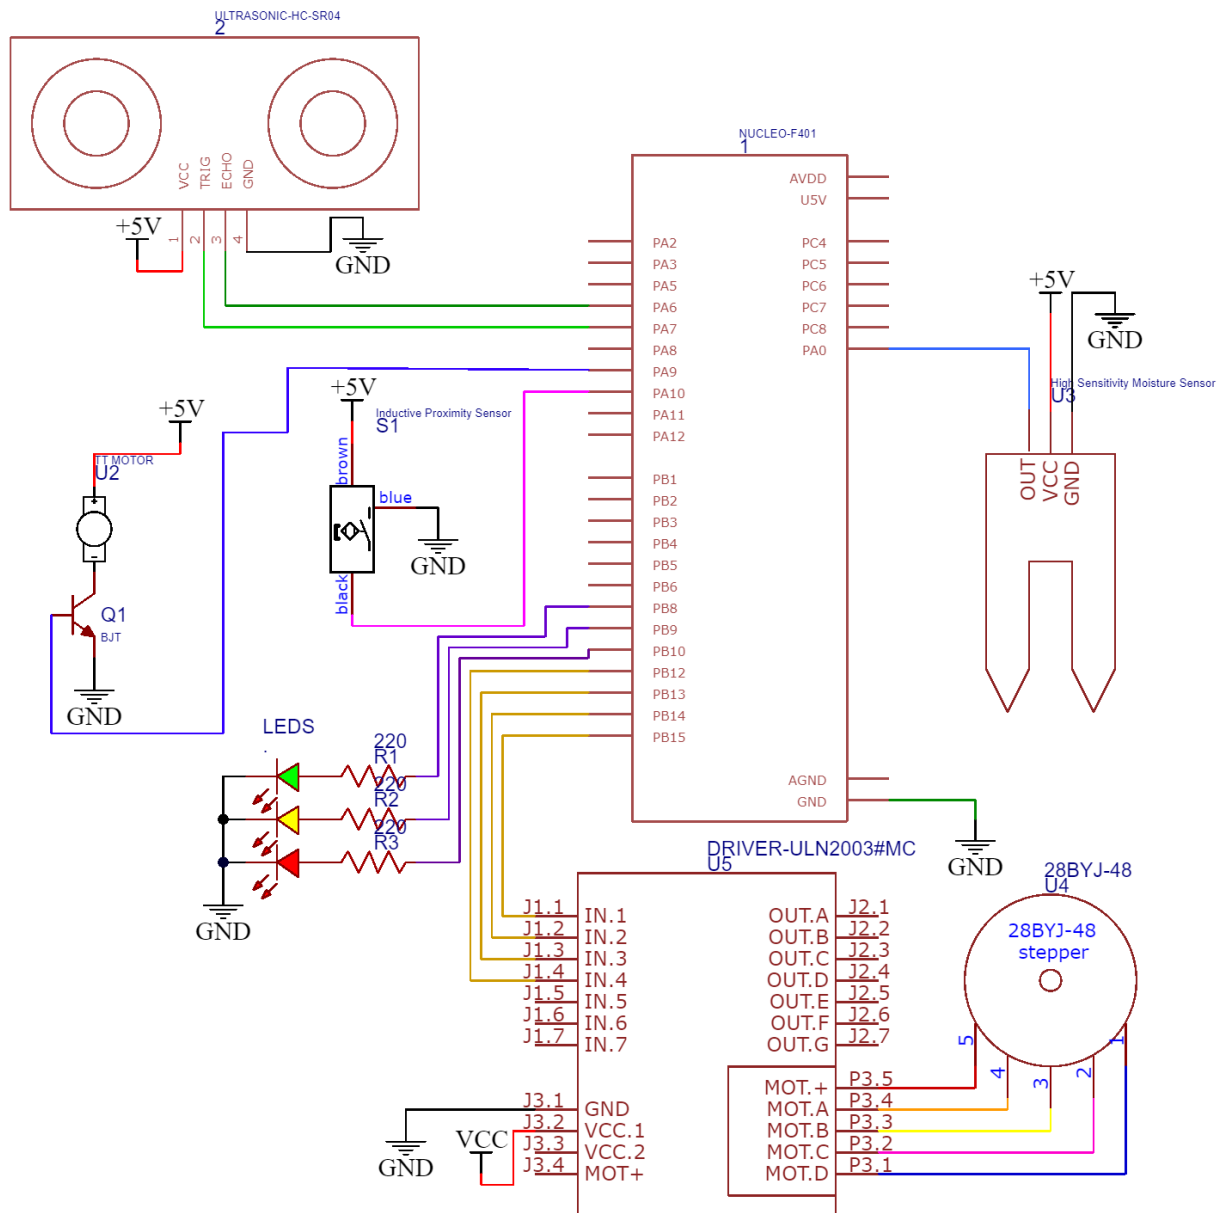 ULTRASONIC-HC-SR04
2
VCC
TRIG
ECHO
GND
1
2
3
4
+5V
GND
NUCLEO-F401
1
AVDD
U5V
PA2
PA3
PA5
PA6
PA7
PA8
PA9
PA10
PA11
PA12
PB1
PB2
PB3
PB4
PB5
PB6
PB8
PB9
PB10
PB12
PB13
PB14
PB15
PC4
PC5
PC6
PC7
PC8
PA0
AGND
GND
GND
+5V
GND
High Sensitivity Moisture Sensor
U3
OUT
VCC
GND
+5V
Inductive Proximity Sensor
S1
brown
blue
black
GND
+5V
TT MOTOR
U2
+
-
Q1
BJT
GND
LEDS
220
R1
220
R2
220
R3
GND
DRIVER-ULN2003#MC
U5
J1.1 IN.1
J1.2 IN.2
J1.3 IN.3
J1.4 IN.4
J1.5 IN.5
J1.6 IN.6
J1.7 IN.7
OUT.A J2.1
OUT.B J2.2
OUT.C J2.3
OUT.D J2.4
OUT.E J2.5
OUT.F J2.6
OUT.G J2.7
J3.1 GND
J3.2 VCC.1
J3.3 VCC.2
J3.4 MOT+
GND
VCC
MOT.+ P3.5
MOT.A P3.4
MOT.B P3.3
MOT.C P3.2
MOT.D P3.1
28BYJ-48
U4
28BYJ-48
stepper
5
4
3
2
1